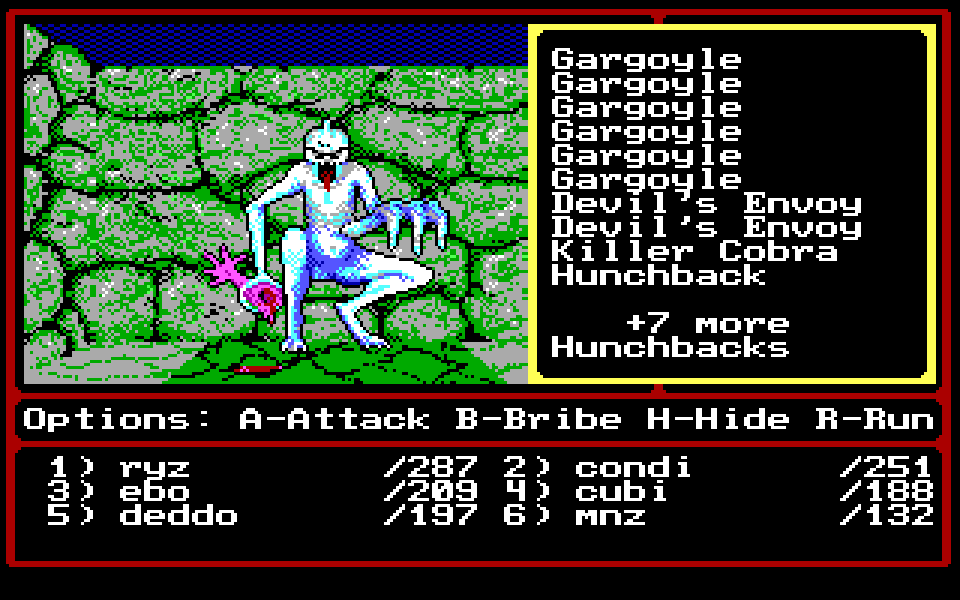 Gargoyle
Gargoyle
Gargoyle
Gargoyle
Gargoyle
Gargoyle
Devil's Envoy
Devil's Envoy
Killer Cobra
Hunchback
+7 more
Hunchbacks
Options: A-Attack B-Bribe H-Hide R-Run
1) ryz /287 2) condi /251
3) ebo /209 4) cubi /188
5) deddo /197 6) mnz /132